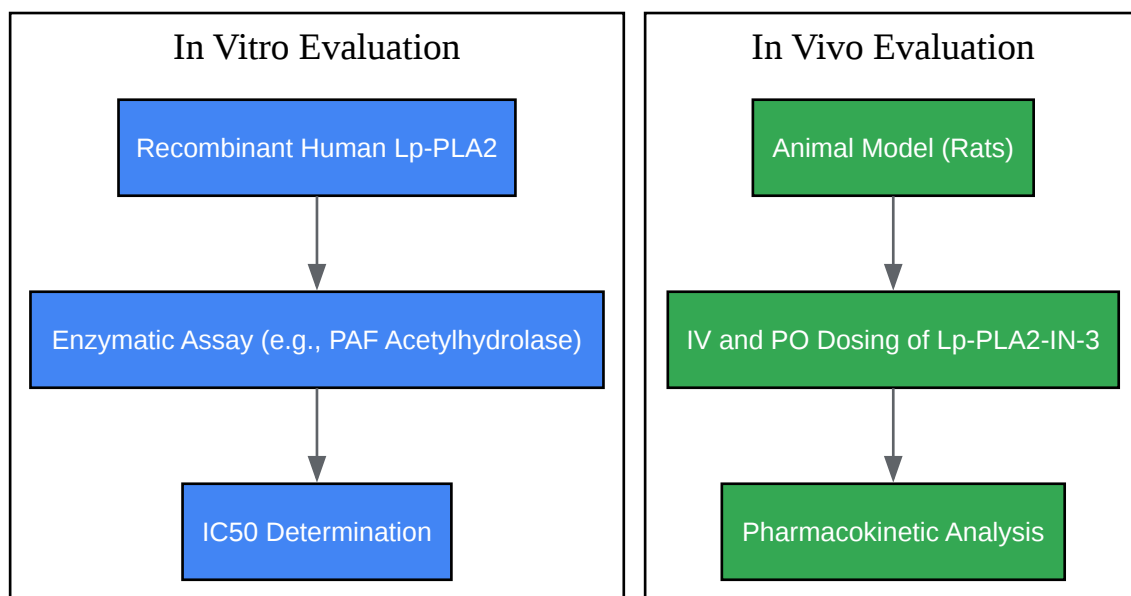 In Vitro Evaluation
Recombinant Human Lp-PLA2
Enzymatic Assay (e.g., PAF Acetylhydrolase)
IC50 Determination
In Vivo Evaluation
Animal Model (Rats)
IV and PO Dosing of Lp-PLA2-IN-3
Pharmacokinetic Analysis